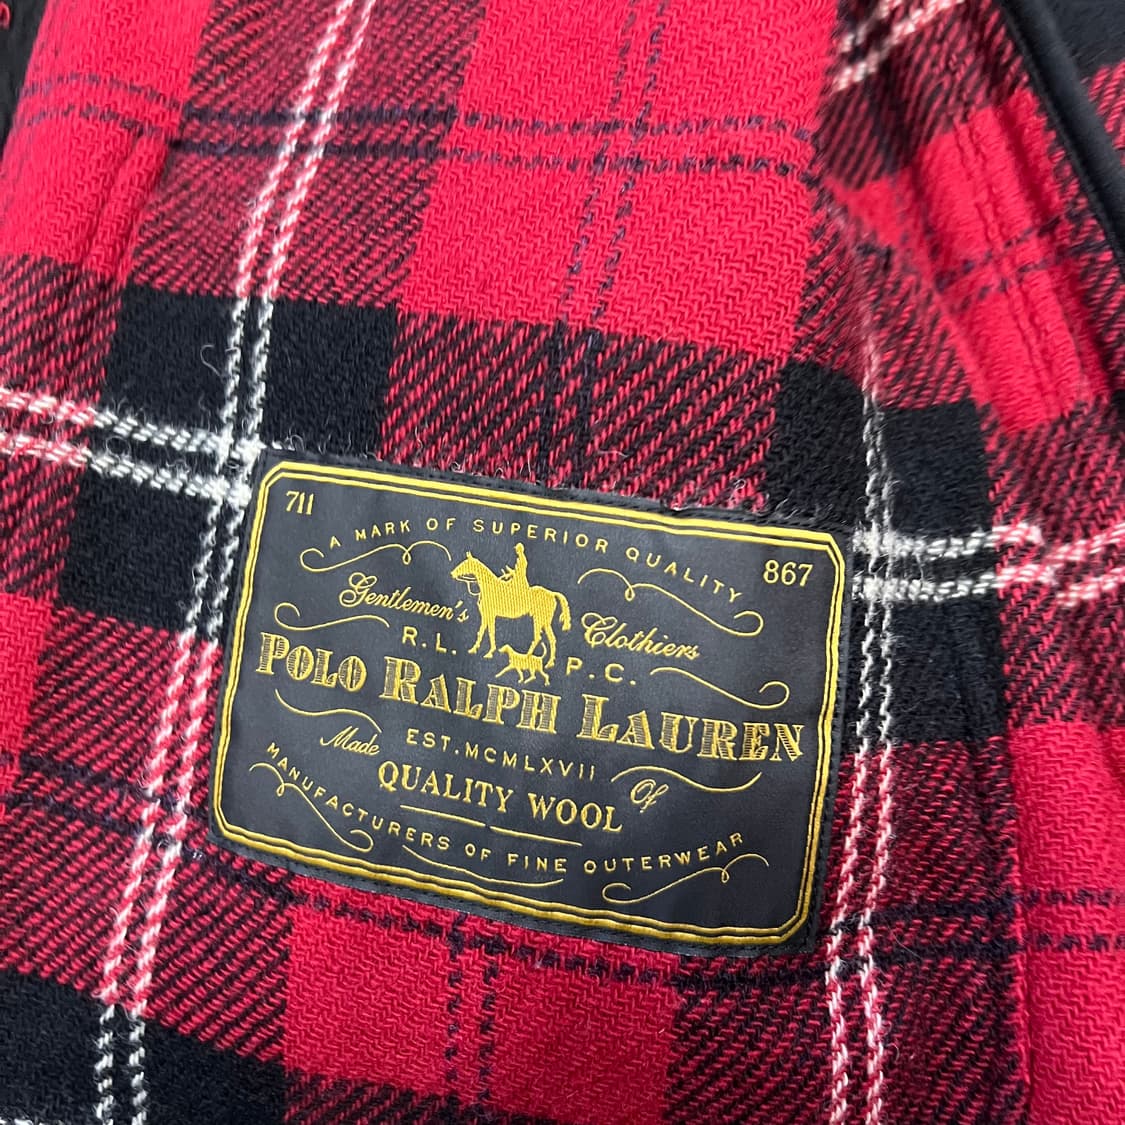 711
867
A MARK OF SUPERIOR QUALITY
Gentlemen's Clothiers
R.L. P.C.
POLO RALPH LAUREN
EST.MCMLXVII
Made Of
QUALITY WOOL
MANUFACTURERS OF FINE OUTERWEAR